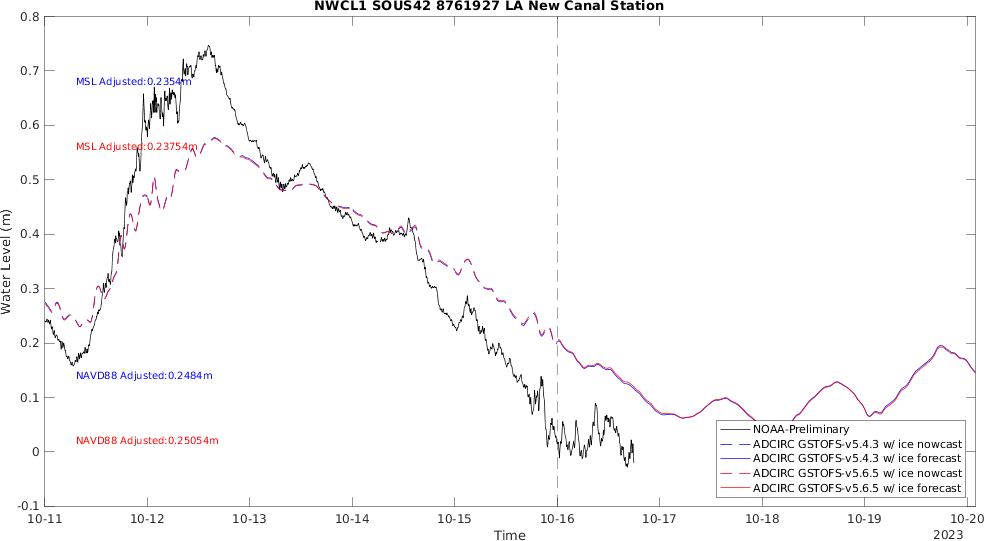 NWCL1 SOUS42 8761927 LA New Canal Station
0.8
0.7
0.6
0.5
0.4
0.3
0.2
0.1
0
-0.1
Water Level (m)
MSL Adjusted:0.2354m
MSL Adjusted:0.23754m
NAVD88 Adjusted:0.2484m
NAVD88 Adjusted:0.25054m
NOAA-Preliminary
ADCIRC GSTOFS-v5.4.3 w/ ice nowcast
ADCIRC GSTOFS-v5.4.3 w/ ice forecast
ADCIRC GSTOFS-v5.6.5 w/ ice nowcast
ADCIRC GSTOFS-v5.6.5 w/ ice forecast
10-11 10-12 10-13 10-14 10-15 10-16 10-17 10-18 10-19 10-20
Time
2023